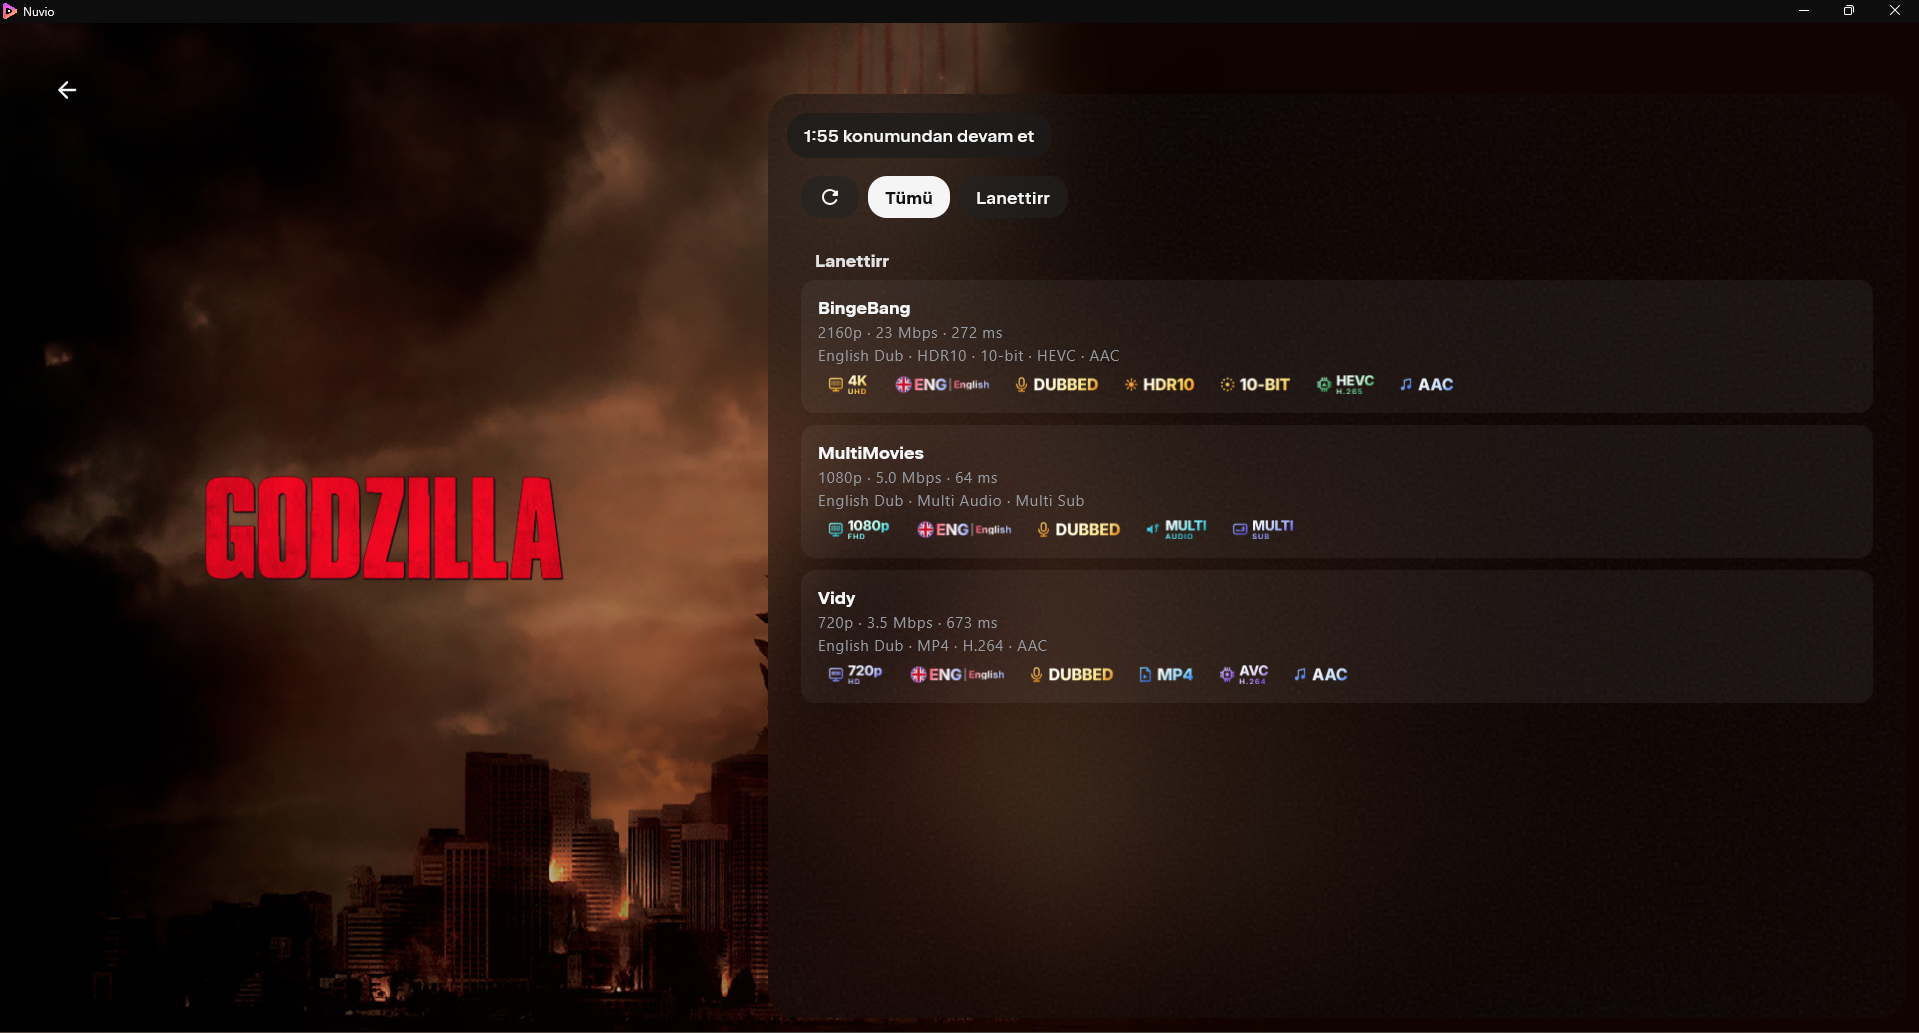 Nuvio
1:55 konumundan devam et
Tümü
Lanettirr
Lanettirr
BingeBang
2160p · 23 Mbps · 272 ms
English Dub · HDR10 · 10-bit · HEVC · AAC
4K UHD ENG | English DUBBED HDR10 10-BIT HEVC H.265 AAC
MultiMovies
1080p · 5.0 Mbps · 64 ms
English Dub · Multi Audio · Multi Sub
1080p FHD ENG | English DUBBED MULTI AUDIO MULTI SUB
GODZILLA
Vidy
720p · 3.5 Mbps · 673 ms
English Dub · MP4 · H.264 · AAC
720p HD ENG | English DUBBED MP4 AVC H.264 AAC